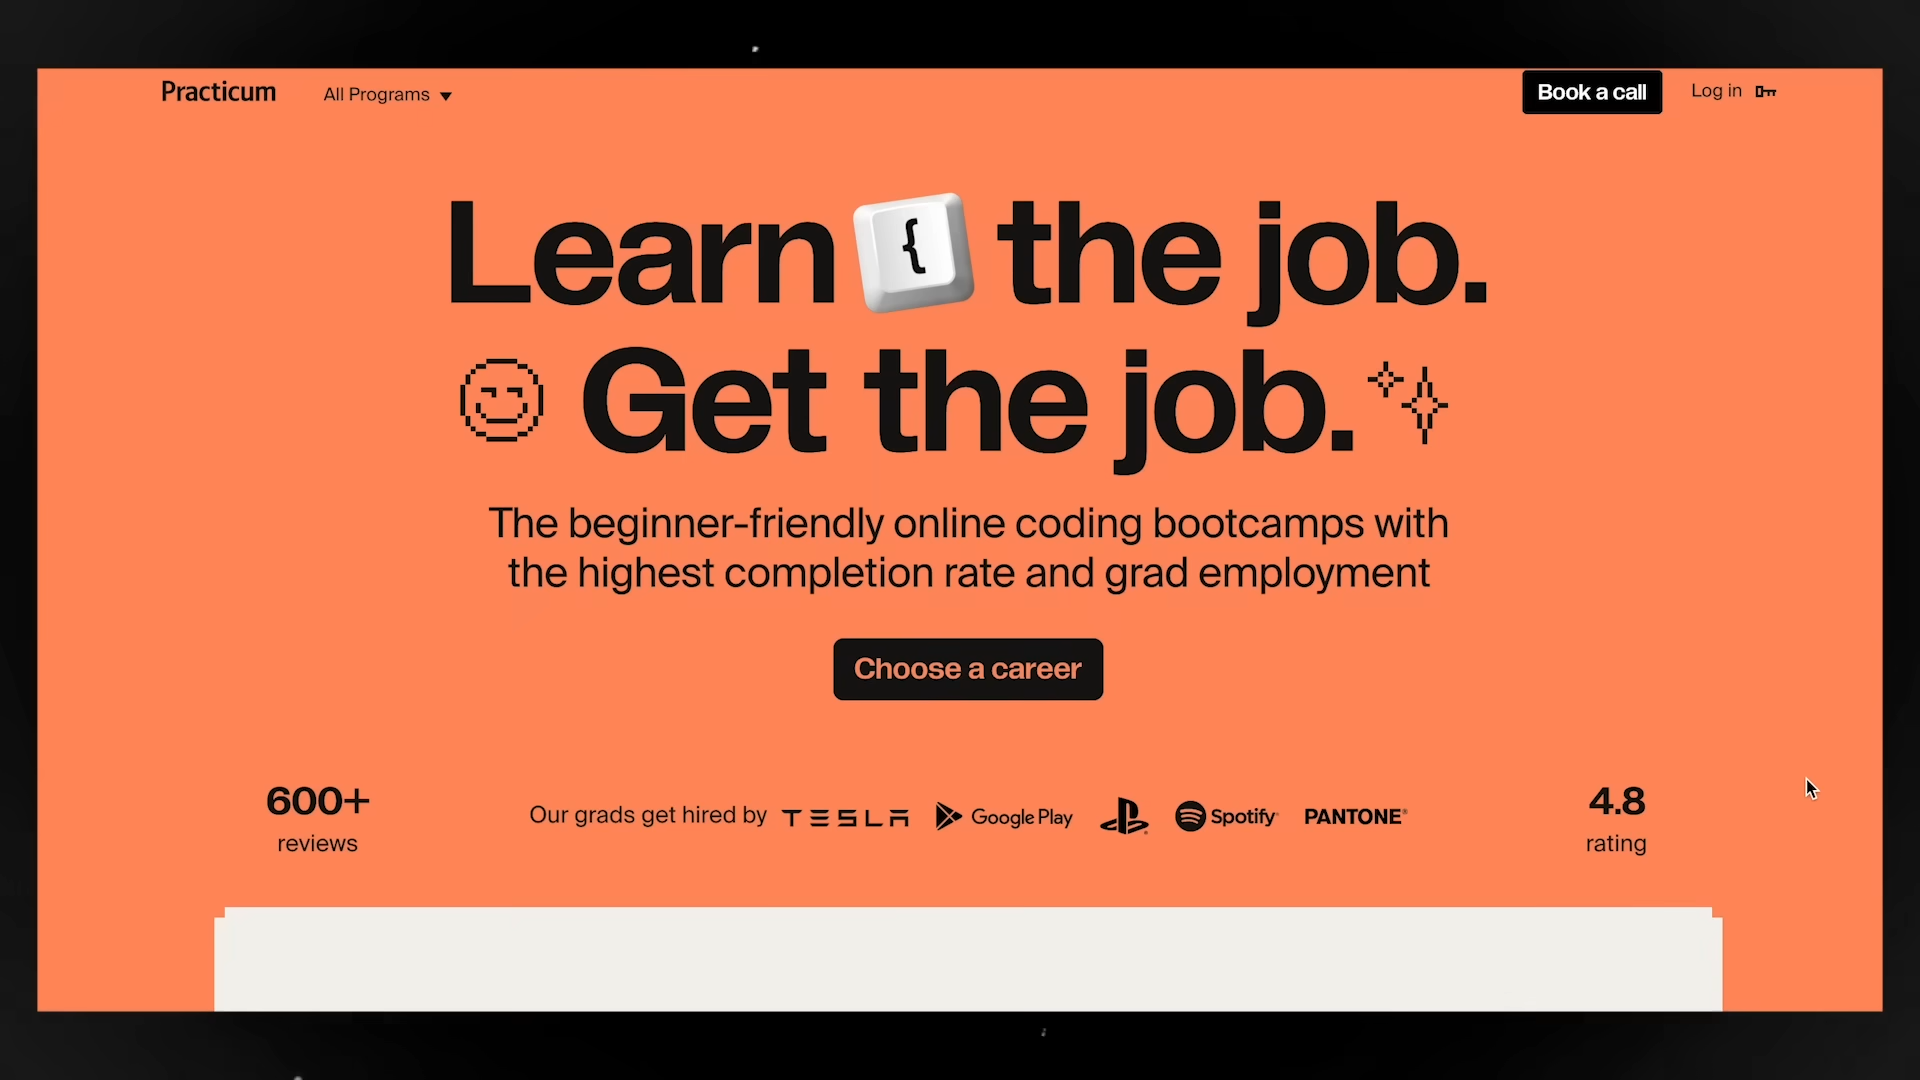 Practicum All Programs Book a call Log in
Learn { the job.
Get the job.
The beginner-friendly online coding bootcamps with
the highest completion rate and grad employment
Choose a career
600+
reviews
Our grads get hired by TESLA Google Play Spotify PANTONE®
4.8
rating